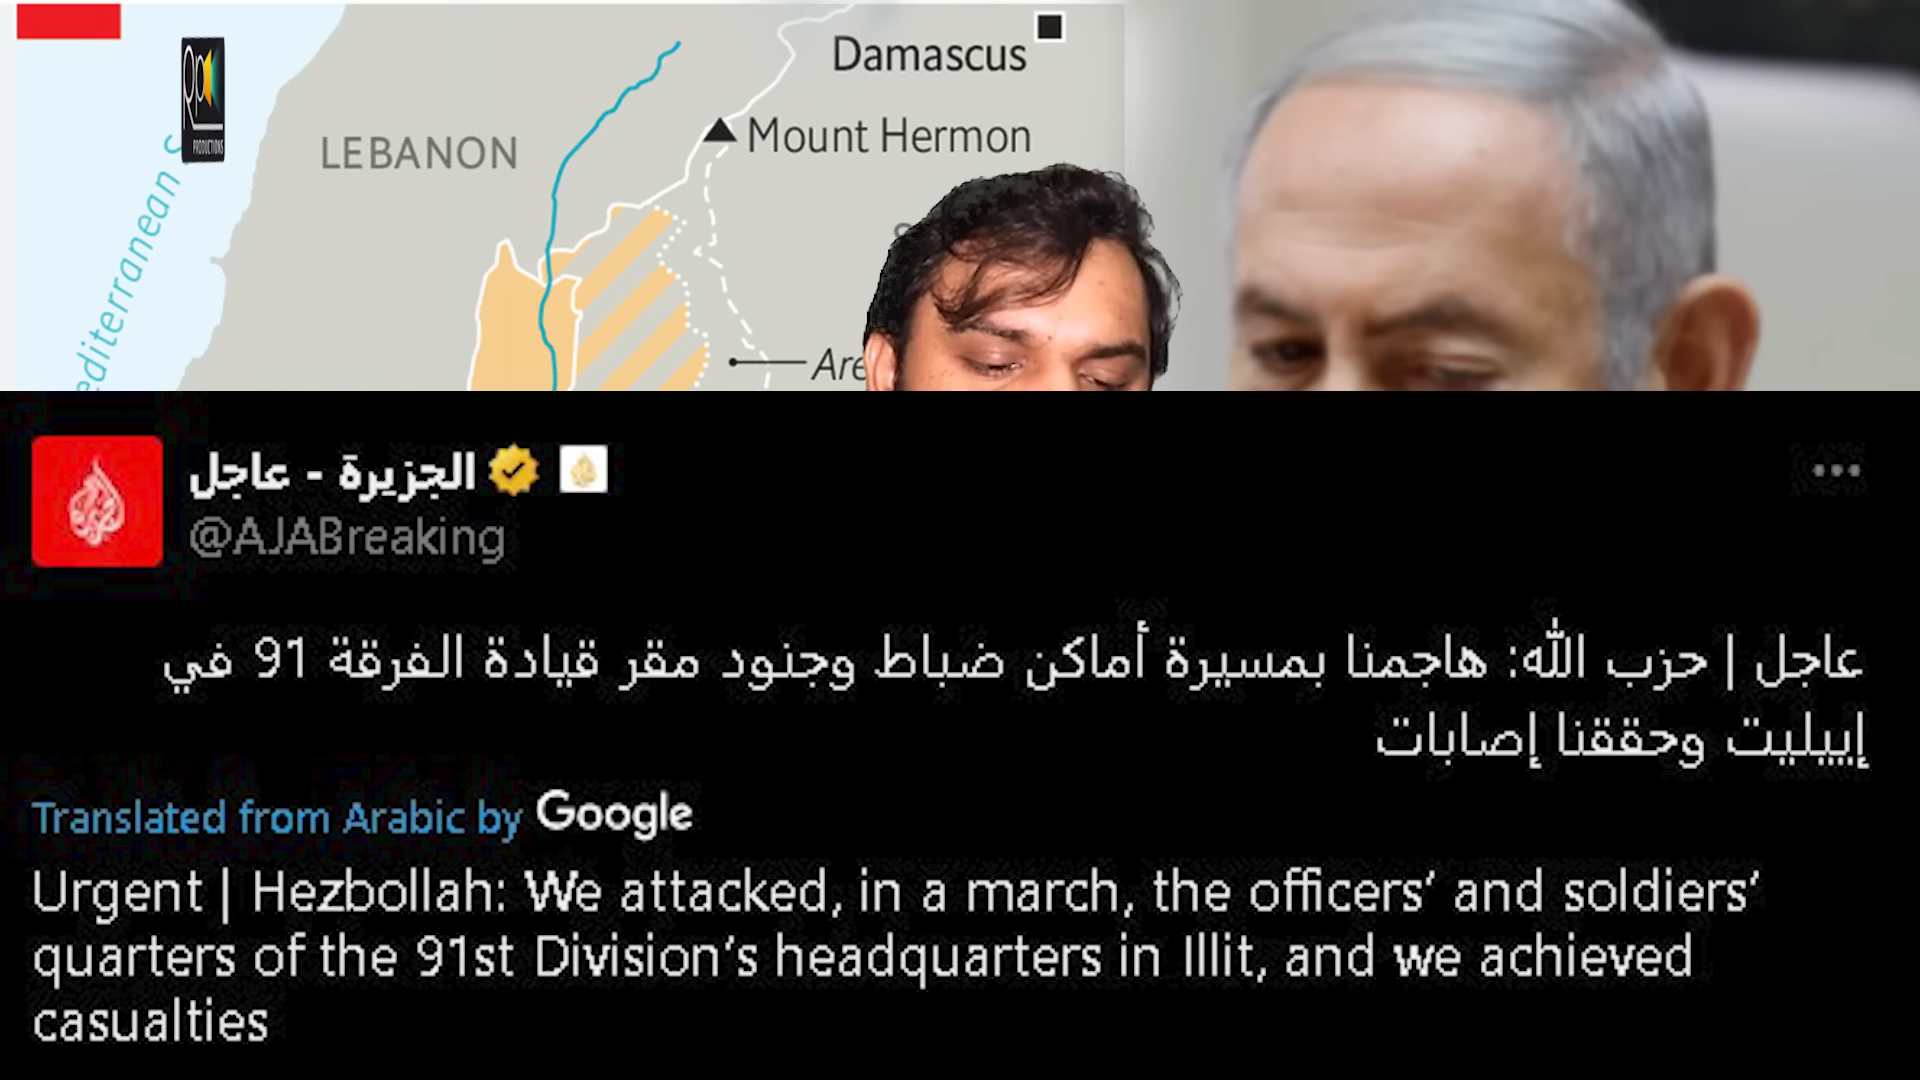 Damascus
Mount Hermon
LEBANON
RP
PRODUCTIONS
editerranean S
S
Are
الجزيرة - عاجل
@AJABreaking
عاجل | حزب الله: هاجمنا بمسيرة أماكن ضباط وجنود مقر قيادة الفرقة 91 في
إييليت وحققنا إصابات
Translated from Arabic by Google
Urgent | Hezbollah: We attacked, in a march, the officers’ and soldiers’
quarters of the 91st Division’s headquarters in Illit, and we achieved
casualties